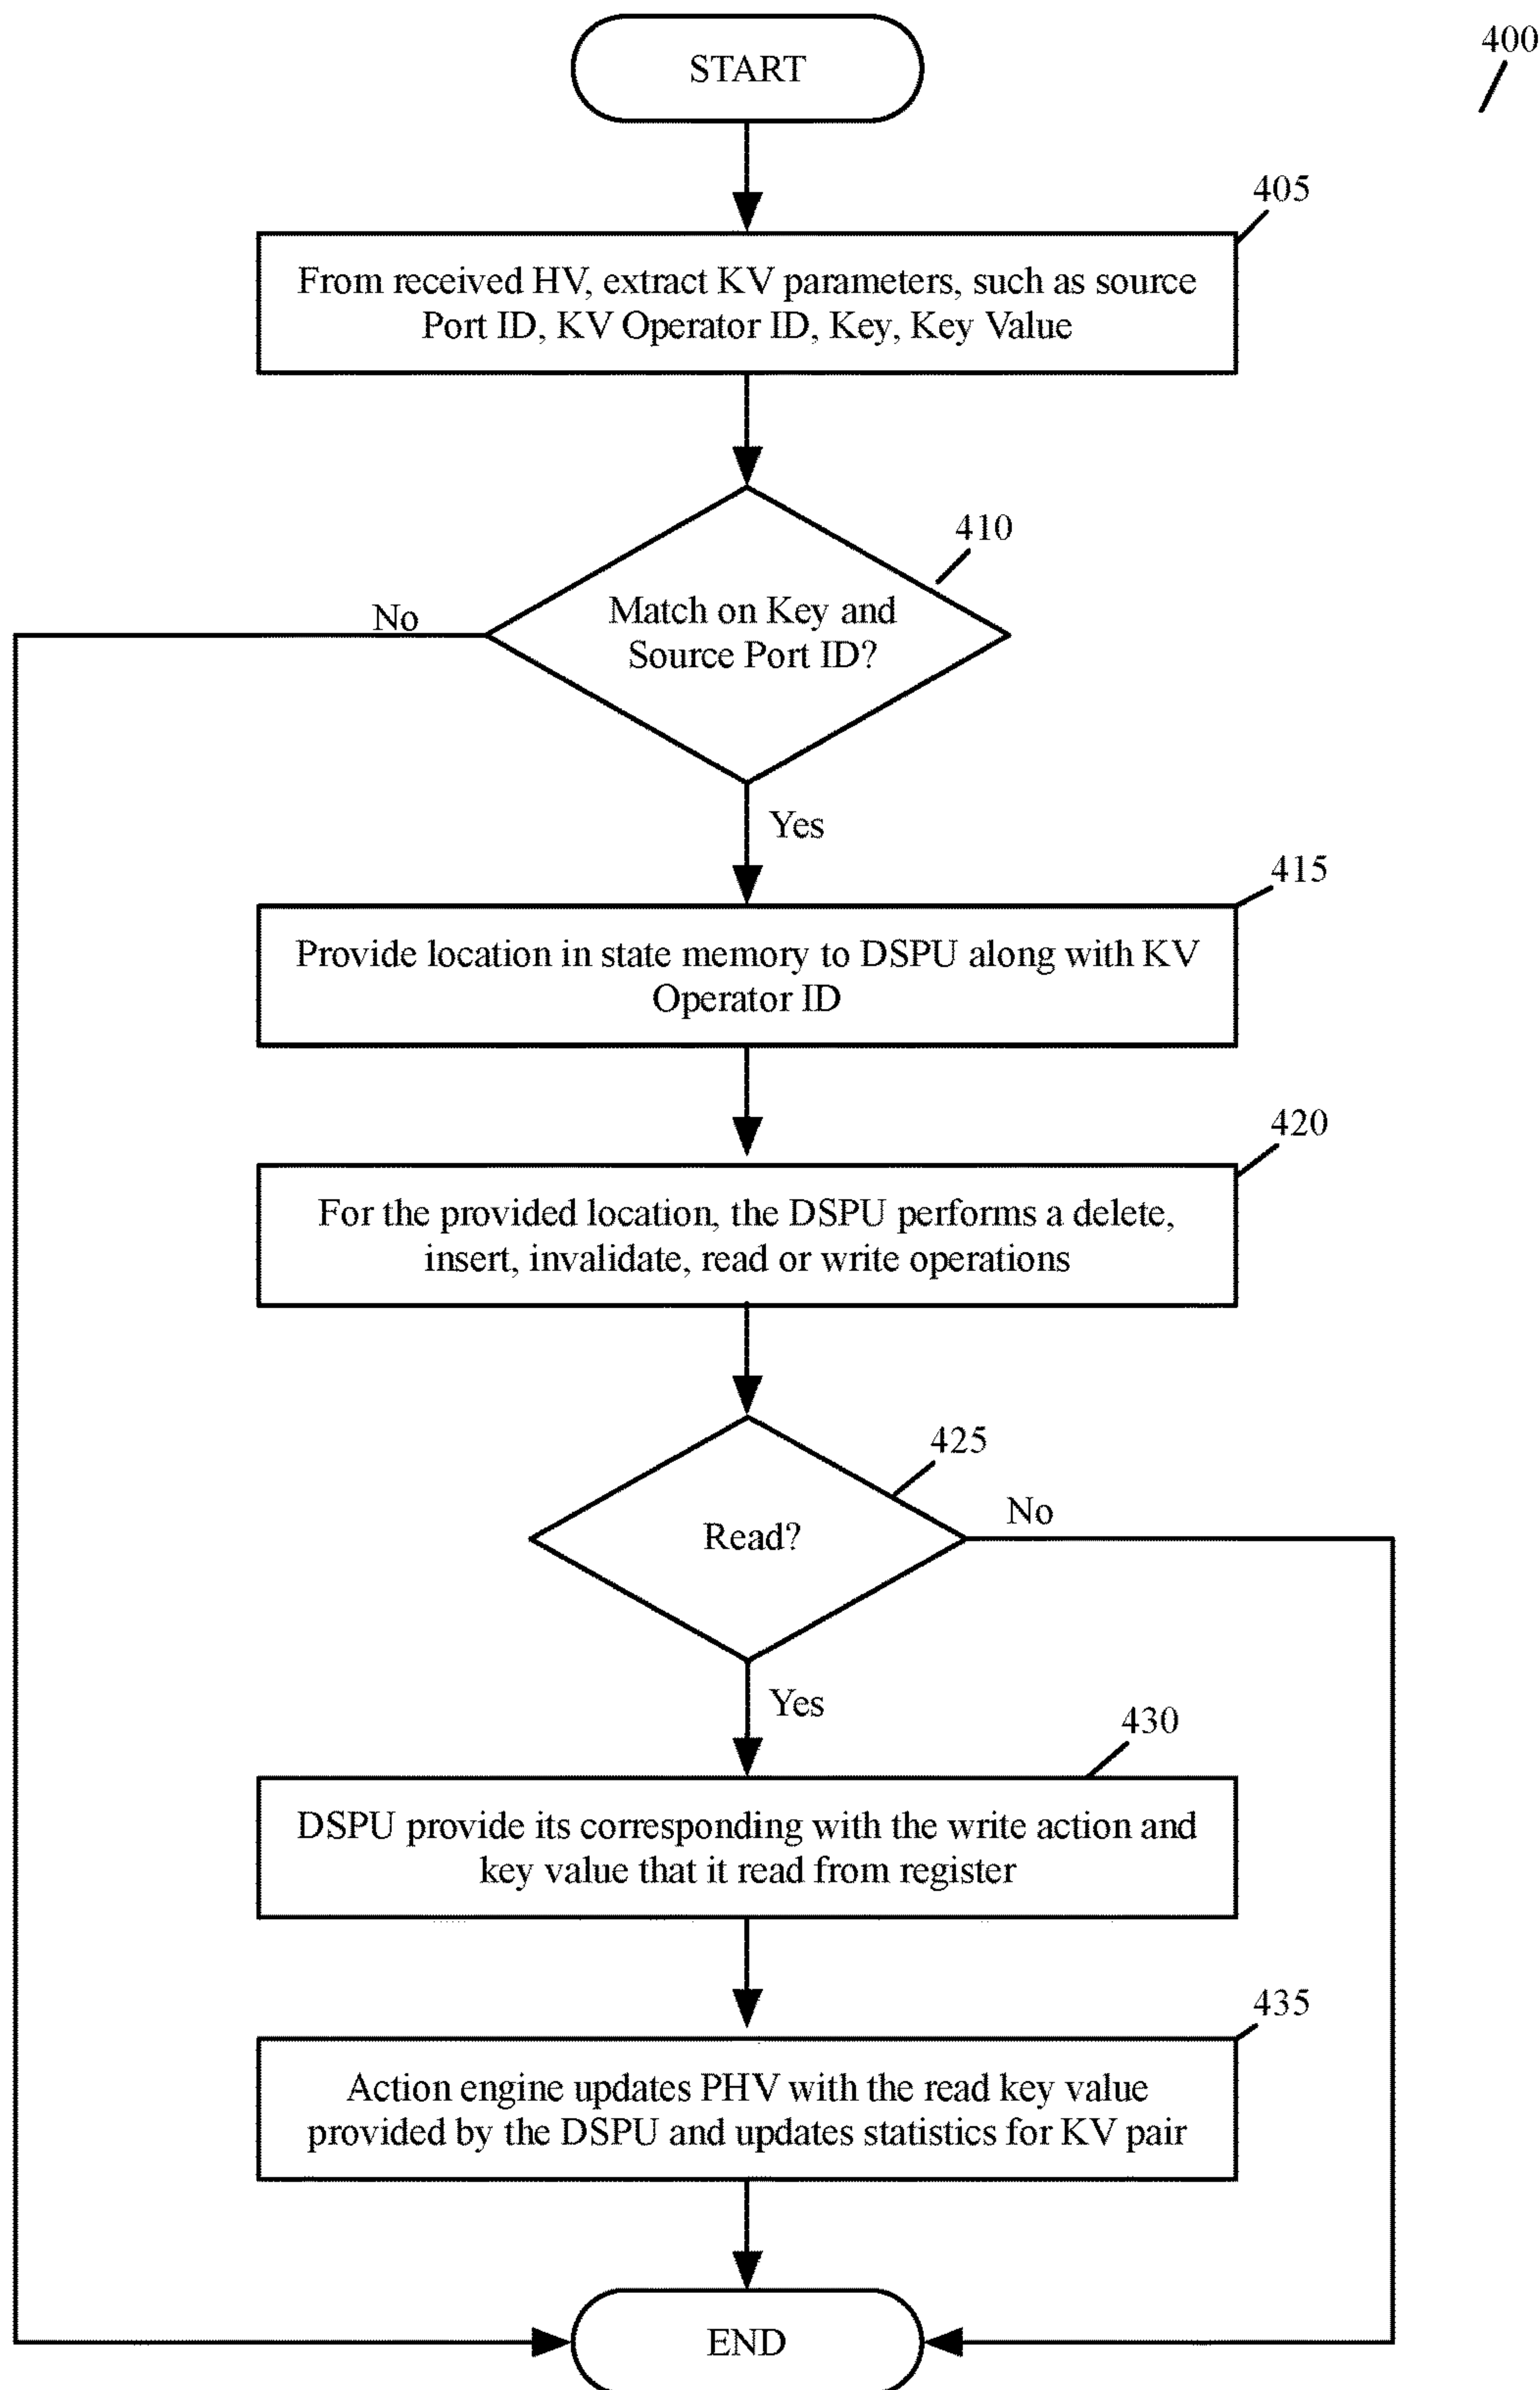 START
400
405
From received HV, extract KV parameters, such as source
Port ID, KV Operator ID, Key, Key Value
410
Match on Key and
Source Port ID?
No
Yes
415
Provide location in state memory to DSPU along with KV
Operator ID
420
For the provided location, the DSPU performs a delete,
insert, invalidate, read or write operations
425
Read?
No
Yes
430
DSPU provide its corresponding with the write action and
key value that it read from register
435
Action engine updates PHV with the read key value
provided by the DSPU and updates statistics for KV pair
END